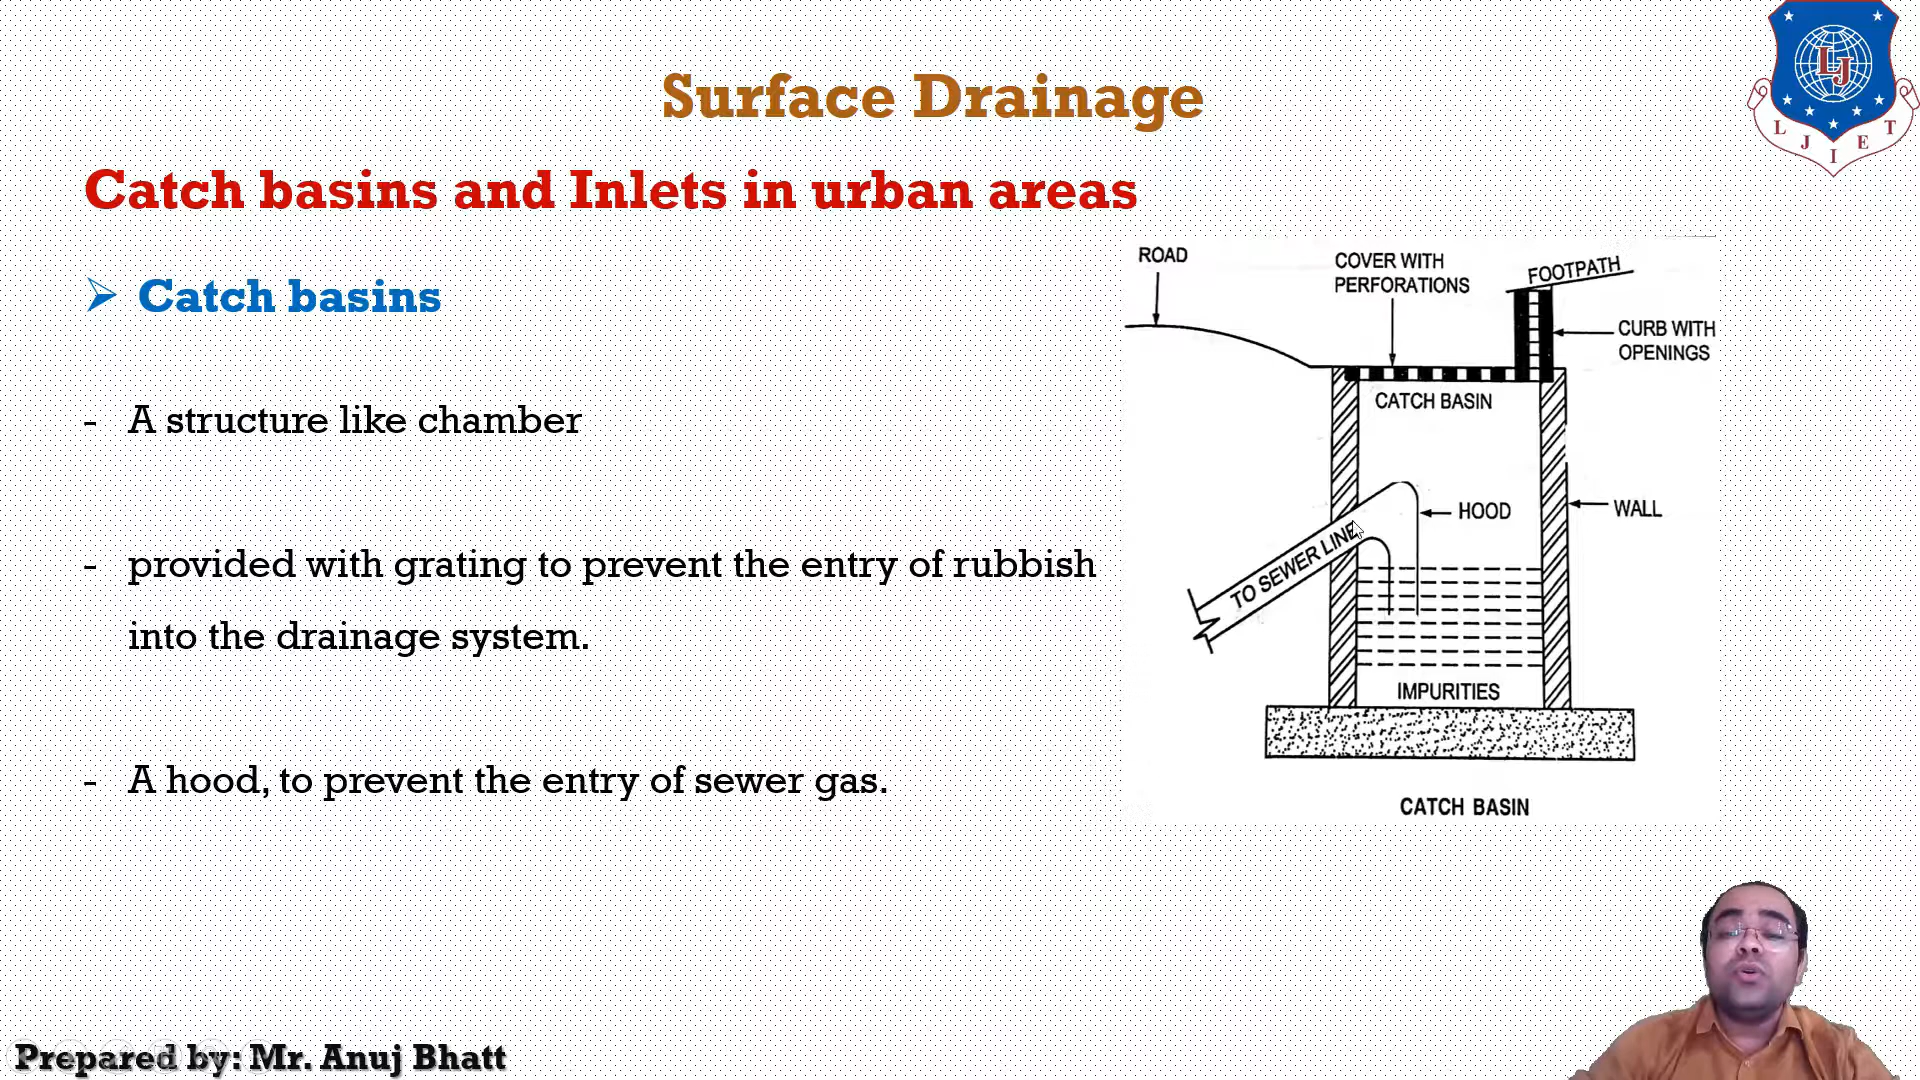 Surface Drainage
Catch basins and Inlets in urban areas
➢ Catch basins
- A structure like chamber
- provided with grating to prevent the entry of rubbish
into the drainage system.
- A hood, to prevent the entry of sewer gas.
ROAD
COVER WITH
PERFORATIONS
FOOTPATH
CURB WITH
OPENINGS
CATCH BASIN
HOOD
WALL
TO SEWER LINE
IMPURITIES
CATCH BASIN
LJ
L J I E T
Prepared by: Mr. Anuj Bhatt